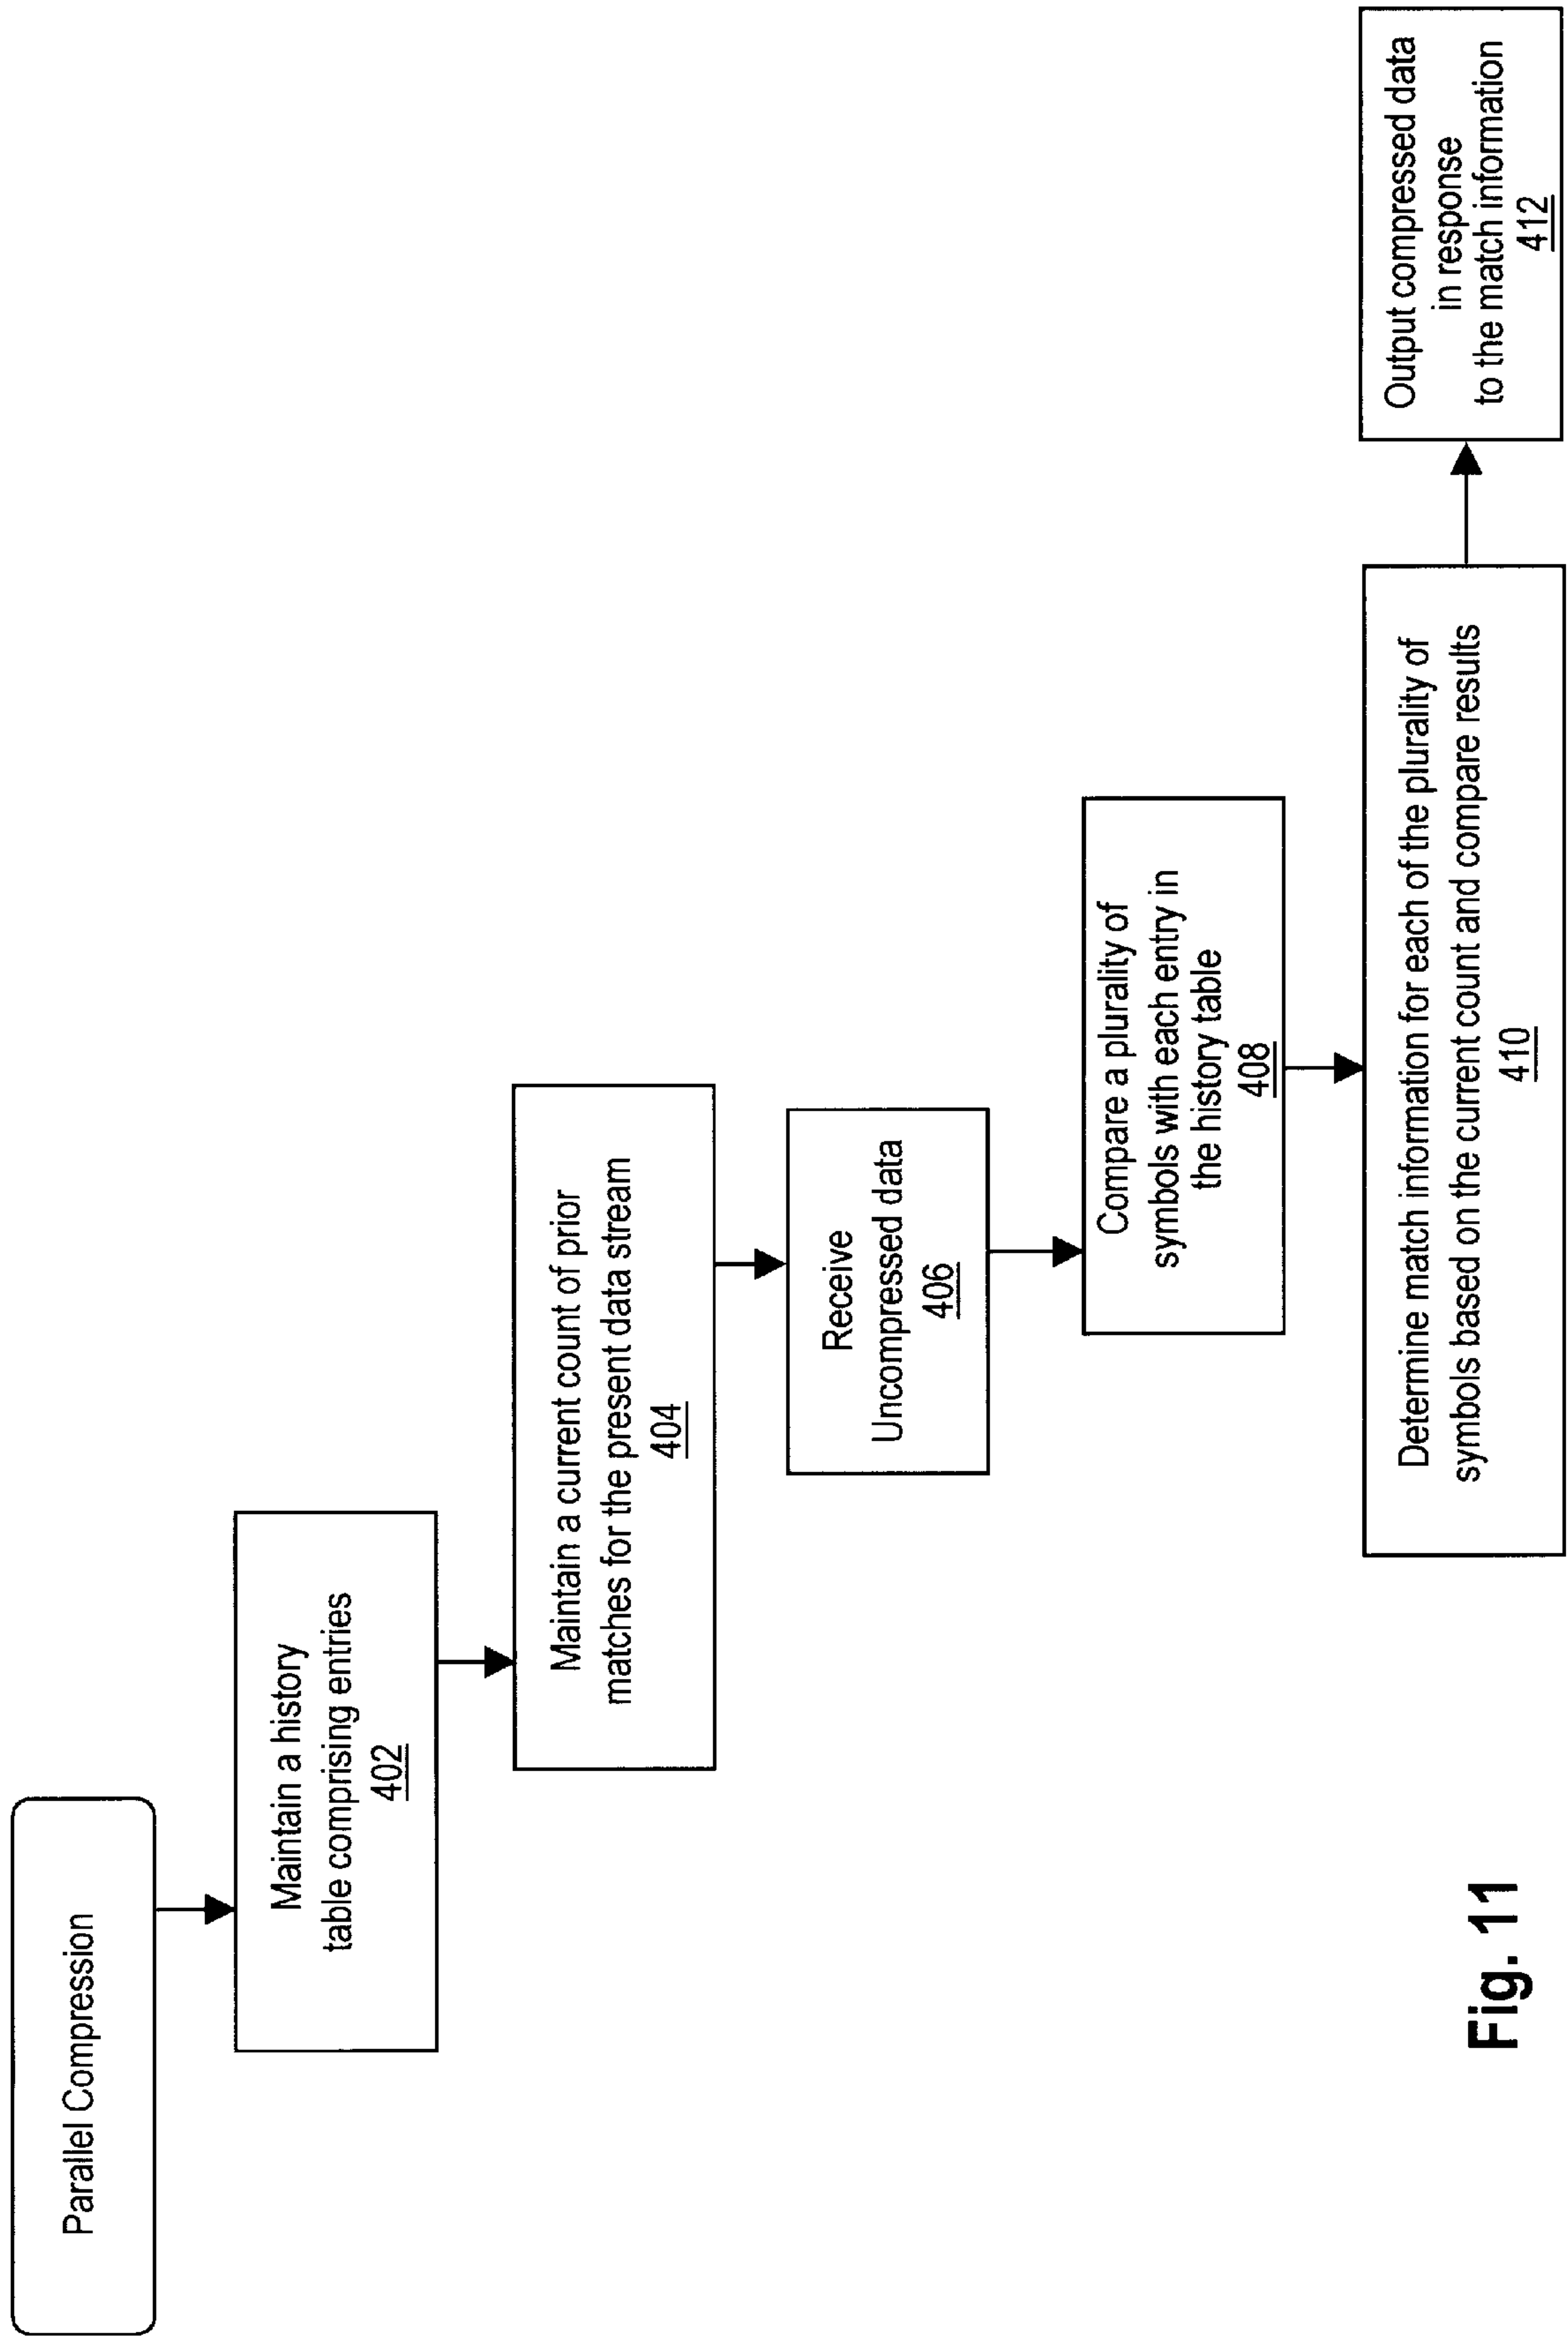 Parallel Compression
Maintain a history
table comprising entries
402
Maintain a current count of prior
matches for the present data stream
404
Receive
Uncompressed data
406
Compare a plurality of
symbols with each entry in
the history table
408
Determine match information for each of the plurality of
symbols based on the current count and compare results
410
Output compressed data
in response
to the match information
412
Fig. 11